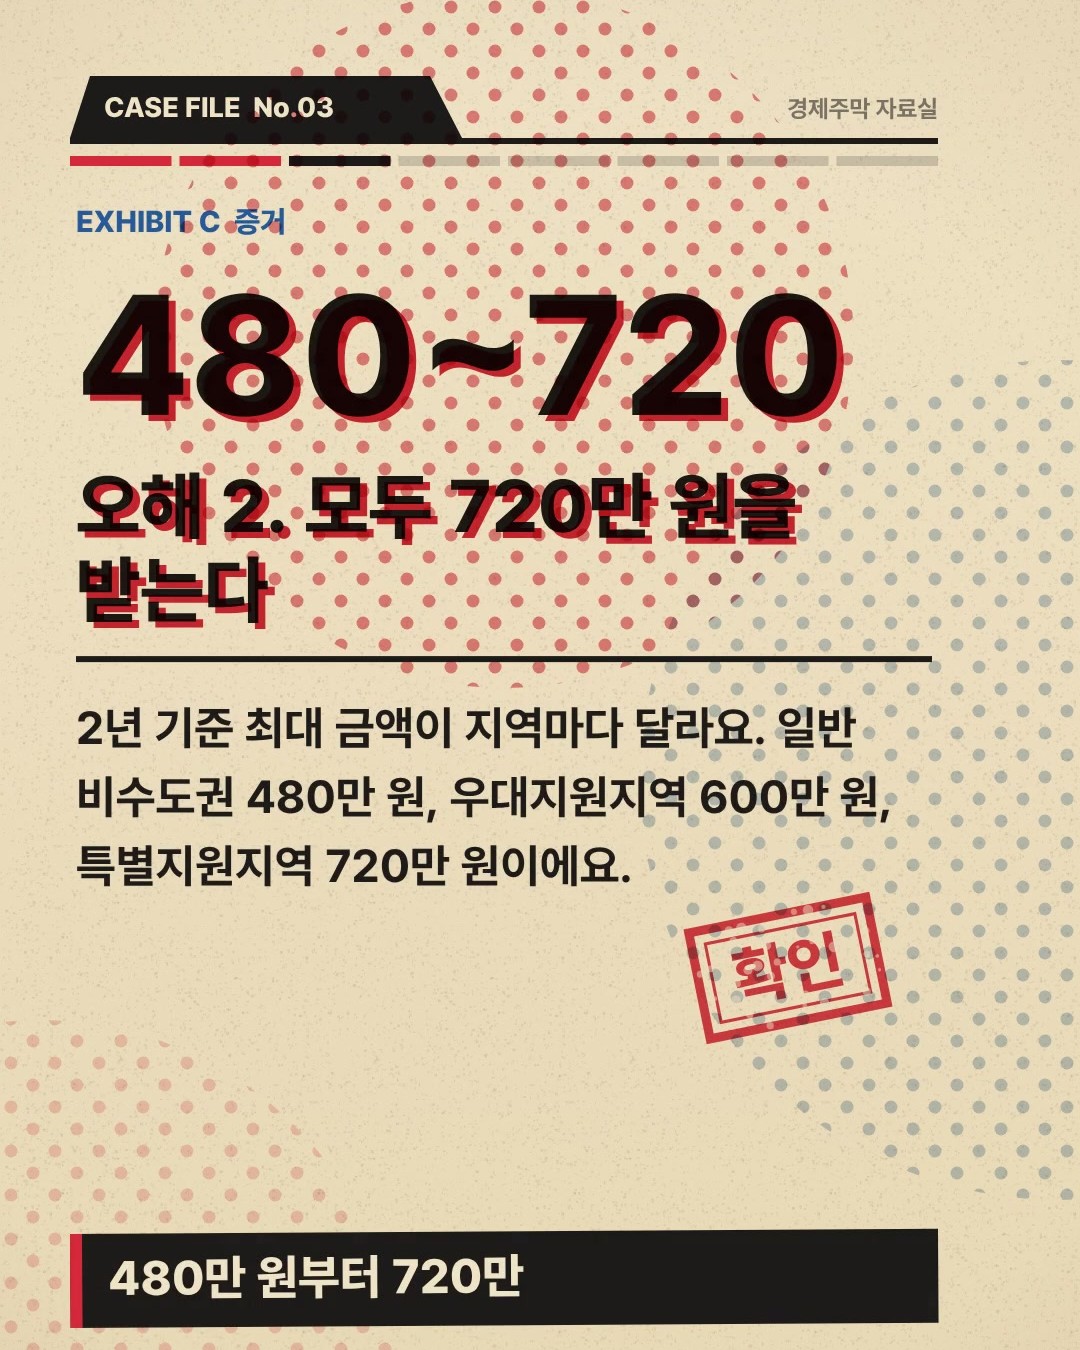 CASE FILE No.03
경제주막 자료실
EXHIBIT C 증거
480~720
오해 2. 모두 720만 원을
받는다
2년 기준 최대 금액이 지역마다 달라요. 일반
비수도권 480만 원, 우대지원지역 600만 원,
특별지원지역 720만 원이에요.
확인
480만 원부터 720만